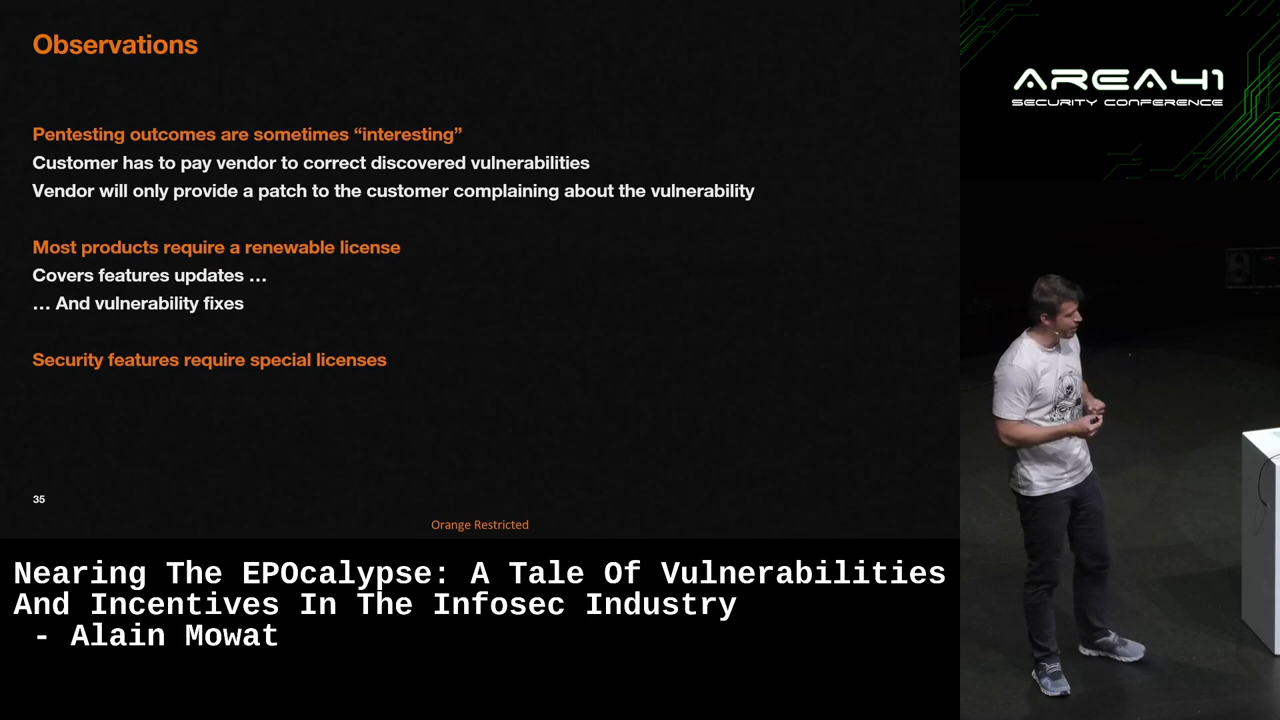 Observations
Pentesting outcomes are sometimes “interesting”
Customer has to pay vendor to correct discovered vulnerabilities
Vendor will only provide a patch to the customer complaining about the vulnerability
Most products require a renewable license
Covers features updates …
… And vulnerability fixes
Security features require special licenses
35
Orange Restricted
AREA41
SECURITY CONFERENCE
Nearing The EPOcalypse: A Tale Of Vulnerabilities
And Incentives In The Infosec Industry
- Alain Mowat